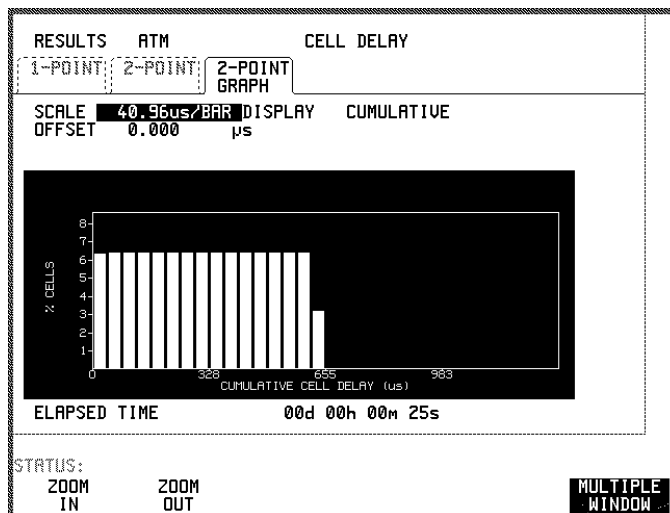 RESULTS ATM CELL DELAY
1-POINT 2-POINT 2-POINT
GRAPH
SCALE 40.96us/BAR DISPLAY CUMULATIVE
OFFSET 0.000 µs
8
7
6
5
4
3
2
1
% CELLS
0 328 655 983
CUMULATIVE CELL DELAY (us)
ELAPSED TIME 00d 00h 00m 25s
STATUS:
ZOOM IN
ZOOM OUT
MULTIPLE WINDOW